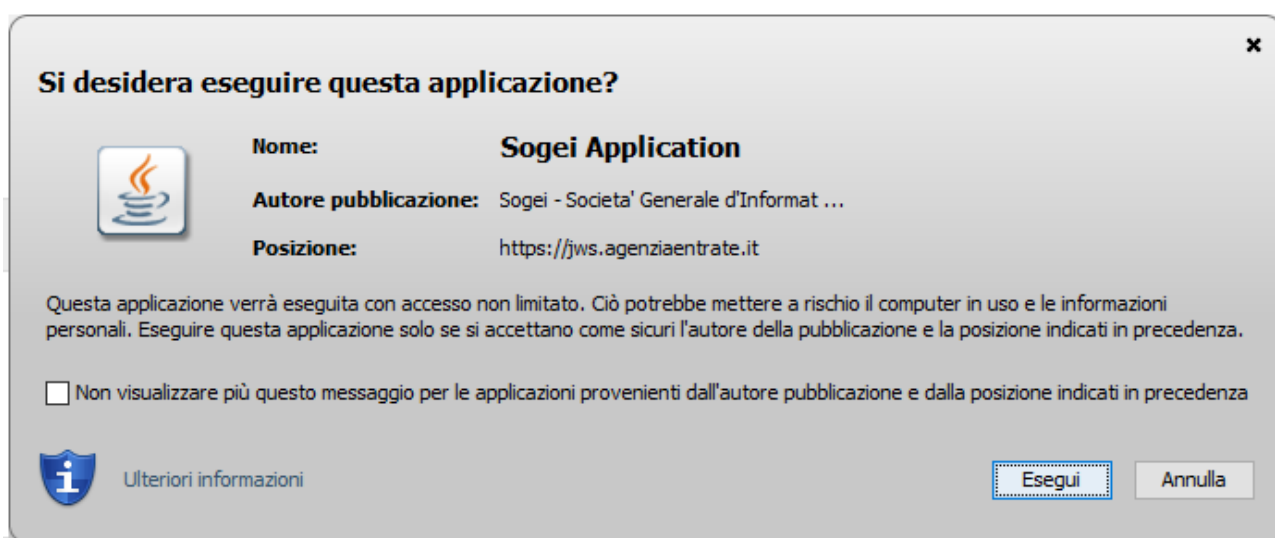 Si desidera eseguire questa applicazione?
Nome: Sogei Application
Autore pubblicazione: Sogei - Societa' Generale d'Informat ...
Posizione: https://jws.agenziaentrate.it
Questa applicazione verrà eseguita con accesso non limitato. Ciò potrebbe mettere a rischio il computer in uso e le informazioni
personali. Eseguire questa applicazione solo se si accettano come sicuri l'autore della pubblicazione e la posizione indicati in precedenza.
Non visualizzare più questo messaggio per le applicazioni provenienti dall'autore pubblicazione e dalla posizione indicati in precedenza
Ulteriori informazioni
Esegui
Annulla